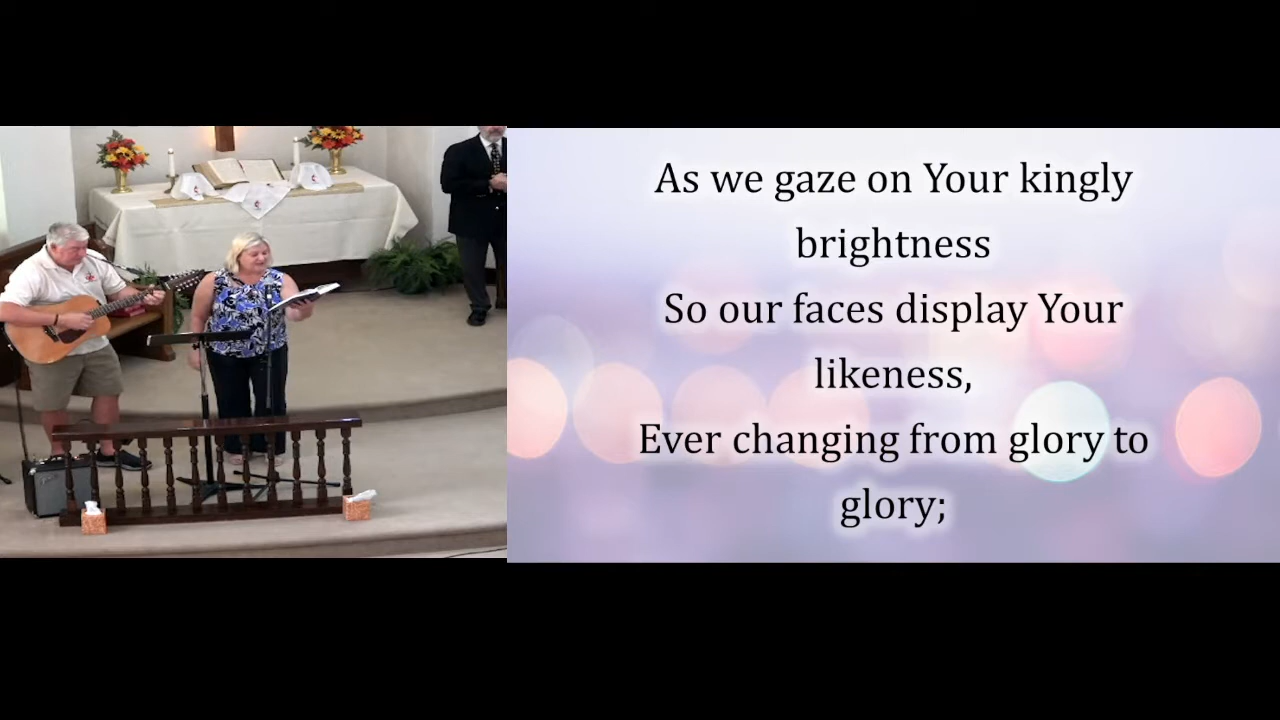 As we gaze on Your kingly
brightness
So our faces display Your
likeness,
Ever changing from glory to
glory;